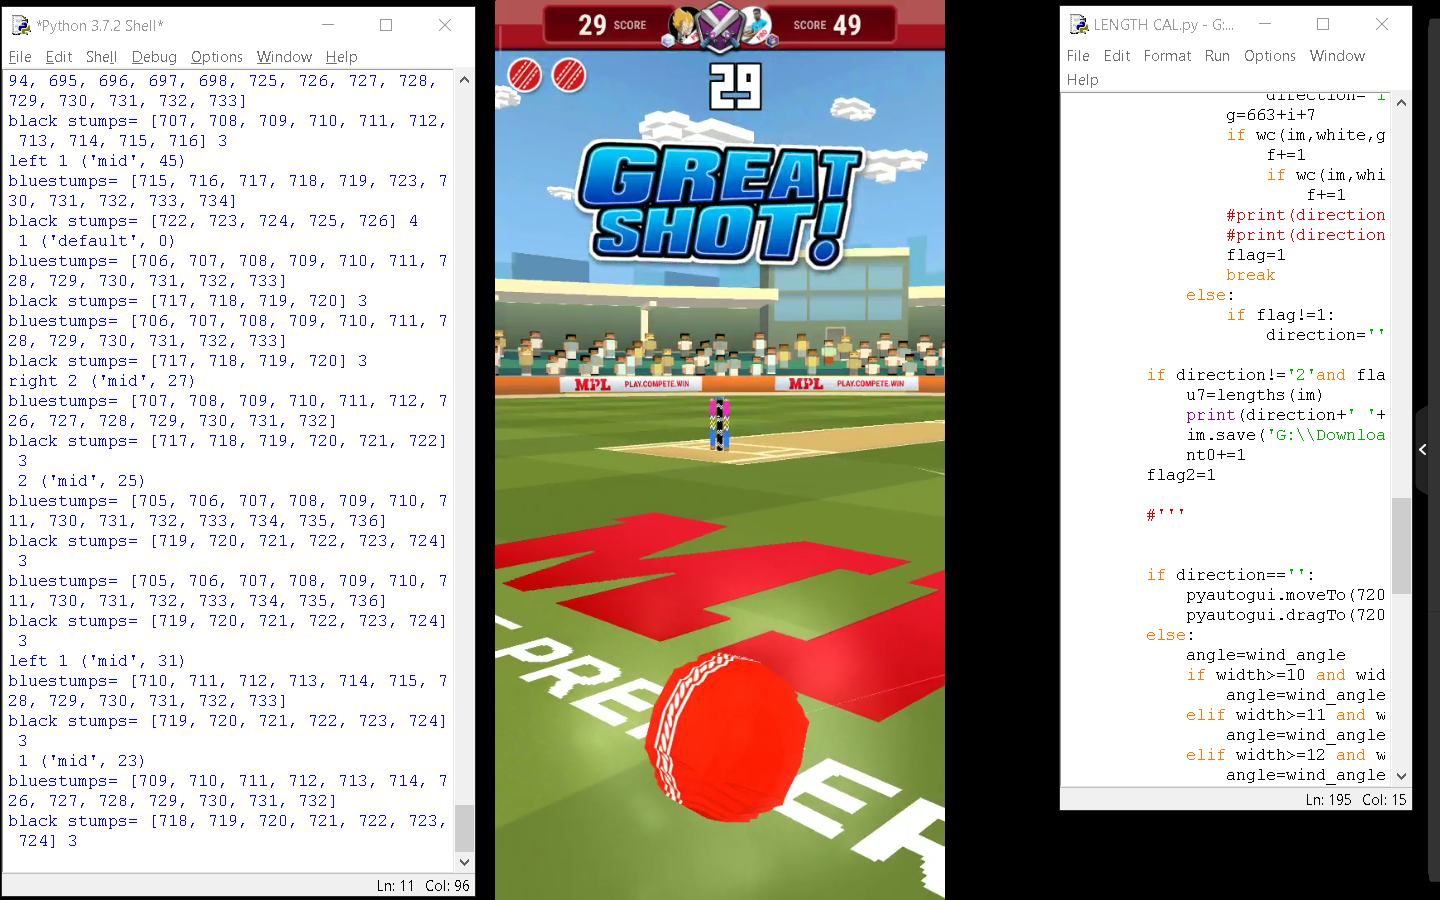 *Python 3.7.2 Shell*
File Edit Shell Debug Options Window Help
94, 695, 696, 697, 698, 725, 726, 727, 728,
729, 730, 731, 732, 733]
black stumps= [707, 708, 709, 710, 711, 712,
713, 714, 715, 716] 3
left 1 ('mid', 45)
bluestumps= [715, 716, 717, 718, 719, 723, 7
30, 731, 732, 733, 734]
black stumps= [722, 723, 724, 725, 726] 4
1 ('default', 0)
bluestumps= [706, 707, 708, 709, 710, 711, 7
28, 729, 730, 731, 732, 733]
black stumps= [717, 718, 719, 720] 3
bluestumps= [706, 707, 708, 709, 710, 711, 7
28, 729, 730, 731, 732, 733]
black stumps= [717, 718, 719, 720] 3
right 2 ('mid', 27)
bluestumps= [707, 708, 709, 710, 711, 712, 7
26, 727, 728, 729, 730, 731, 732]
black stumps= [717, 718, 719, 720, 721, 722]
3
2 ('mid', 25)
bluestumps= [705, 706, 707, 708, 709, 710, 7
11, 730, 731, 732, 733, 734, 735, 736]
black stumps= [719, 720, 721, 722, 723, 724]
3
bluestumps= [705, 706, 707, 708, 709, 710, 7
11, 730, 731, 732, 733, 734, 735, 736]
black stumps= [719, 720, 721, 722, 723, 724]
3
left 1 ('mid', 31)
bluestumps= [710, 711, 712, 713, 714, 715, 7
28, 729, 730, 731, 732, 733]
black stumps= [719, 720, 721, 722, 723, 724]
3
1 ('mid', 23)
bluestumps= [709, 710, 711, 712, 713, 714, 7
26, 727, 728, 729, 730, 731, 732]
black stumps= [718, 719, 720, 721, 722, 723,
724] 3
Ln: 11 Col: 96
29 SCORE SCORE 49
29
GREAT
SHOT!
MPL PLAY.COMPETE.WIN MPL PLAY.COMPETE.WIN
LENGTH CAL.py - G:...
File Edit Format Run Options Window
Help
direction= i
g=663+i+7
if wc(im,white,g
f+=1
if wc(im,whi
f+=1
#print(direction
#print(direction
flag=1
break
else:
if flag!=1:
direction=''
if direction!='2'and fla
u7=lengths(im)
print(direction+' '+
im.save('G:\\Downloa
nt0+=1
flag2=1
#'''
if direction=='':
pyautogui.moveTo(720
pyautogui.dragTo(720
else:
angle=wind_angle
if width>=10 and wid
angle=wind_angle
elif width>=11 and w
angle=wind_angle
elif width>=12 and w
angle=wind_angle
Ln: 195 Col: 15